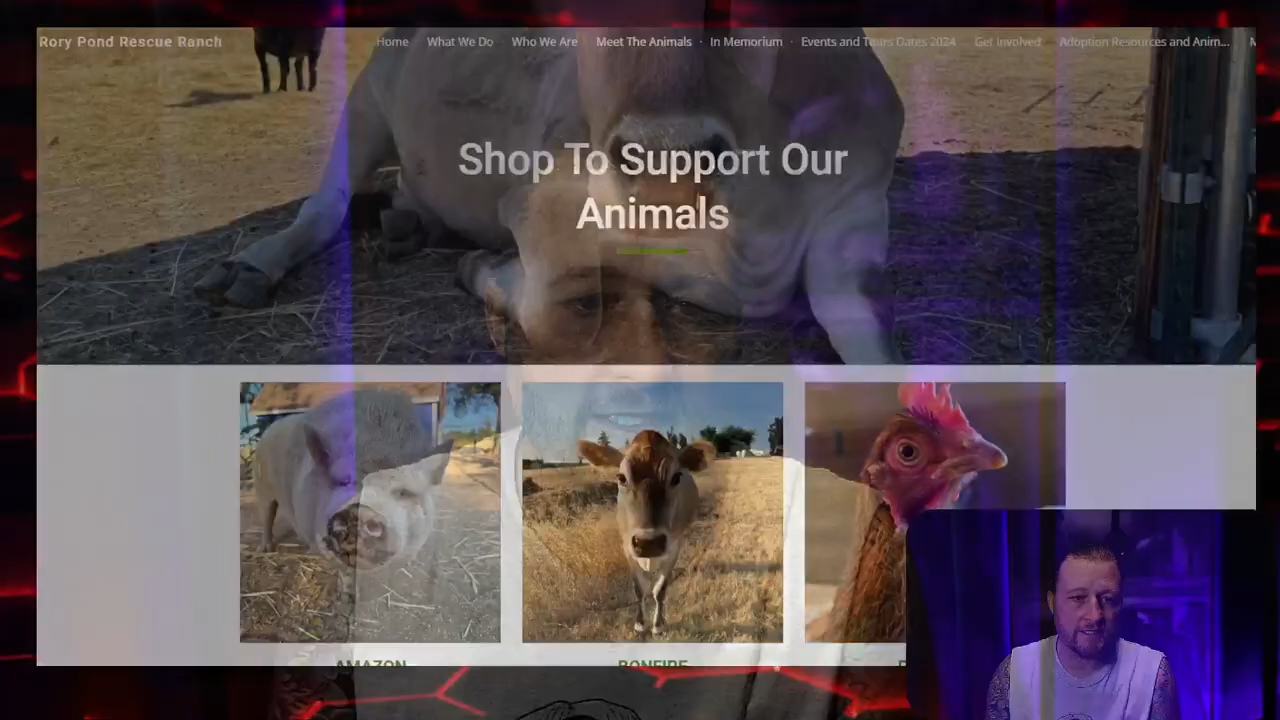 Rory Pond Rescue Ranch
Home What We Do Who We Are Meet The Animals · In Memorium · Events and Tours Dates 2024 Get Involved Adoption Resources and Anim...
Shop To Support Our
Animals
AMAZON BONFIRE